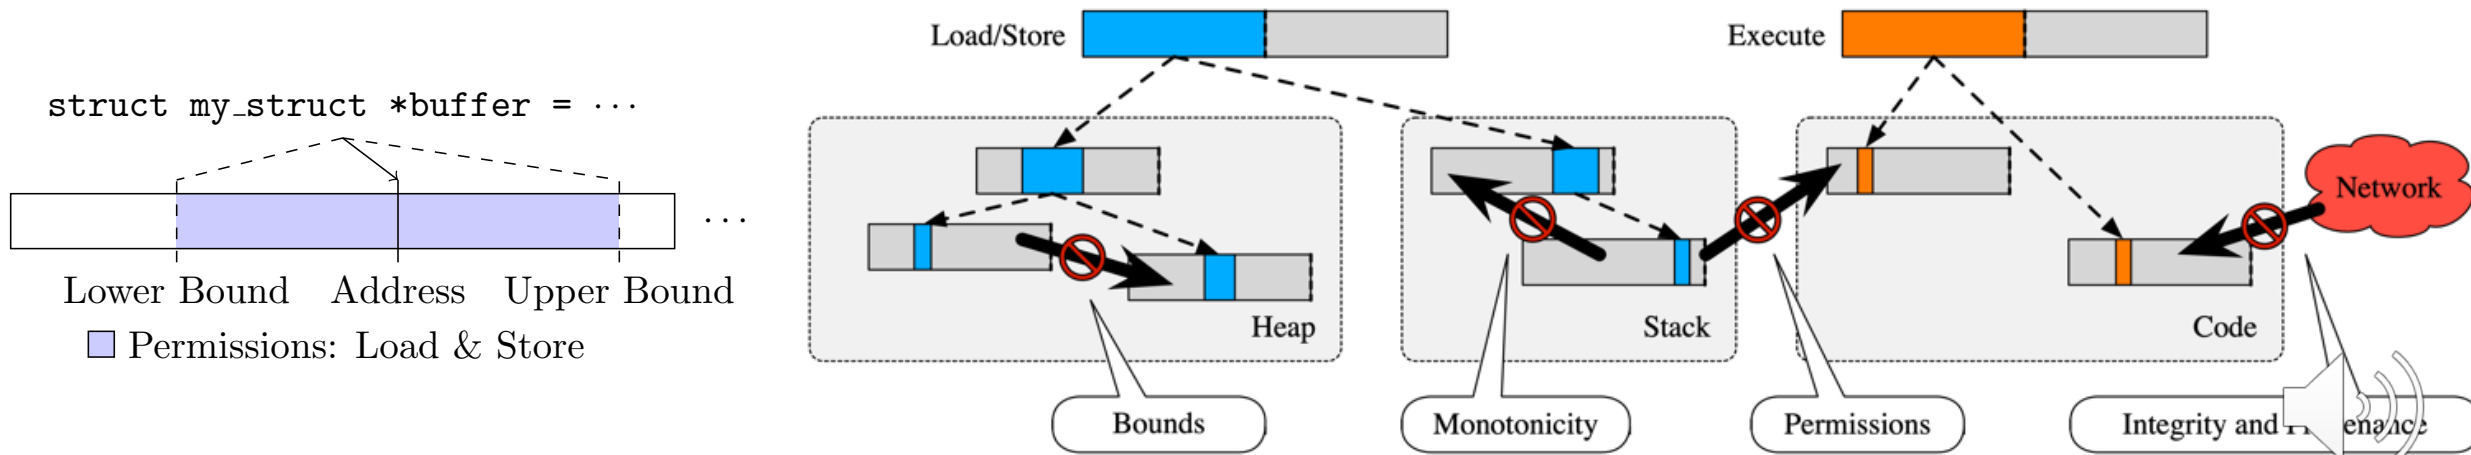 struct my_struct *buffer = ···
···
Lower Bound Address Upper Bound
Permissions: Load & Store
Load/Store
Execute
Network
Heap
Stack
Code
Bounds
Monotonicity
Permissions
Integrity and